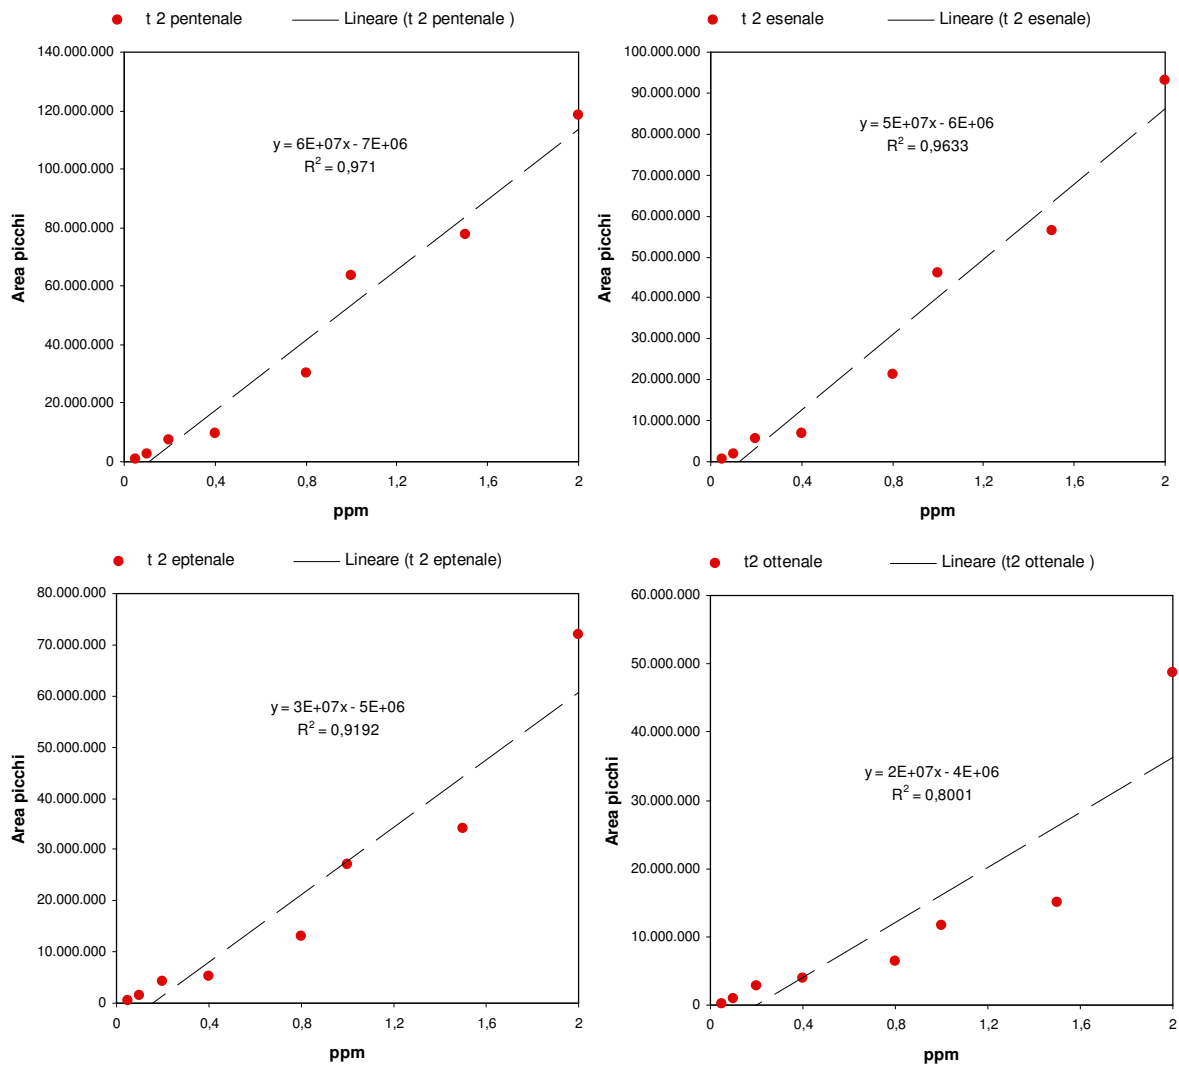 t 2 pentenale
Lineare (t 2 pentenale )
140.000.000
120.000.000
100.000.000
80.000.000
60.000.000
40.000.000
20.000.000
0
y = 6E+07x - 7E+06
R2 = 0,971
Area picchi
0 0,4 0,8 1,2 1,6 2
ppm
t 2 esenale
Lineare (t 2 esenale)
100.000.000
90.000.000
80.000.000
70.000.000
60.000.000
50.000.000
40.000.000
30.000.000
20.000.000
10.000.000
0
y = 5E+07x - 6E+06
R2 = 0,9633
Area picchi
0 0,4 0,8 1,2 1,6 2
ppm
t 2 eptenale
Lineare (t 2 eptenale)
80.000.000
70.000.000
60.000.000
50.000.000
40.000.000
30.000.000
20.000.000
10.000.000
0
y = 3E+07x - 5E+06
R2 = 0,9192
Area picchi
0 0,4 0,8 1,2 1,6 2
ppm
t2 ottenale
Lineare (t2 ottenale )
60.000.000
50.000.000
40.000.000
30.000.000
20.000.000
10.000.000
0
y = 2E+07x - 4E+06
R2 = 0,8001
Area picchi
0 0,4 0,8 1,2 1,6 2
ppm